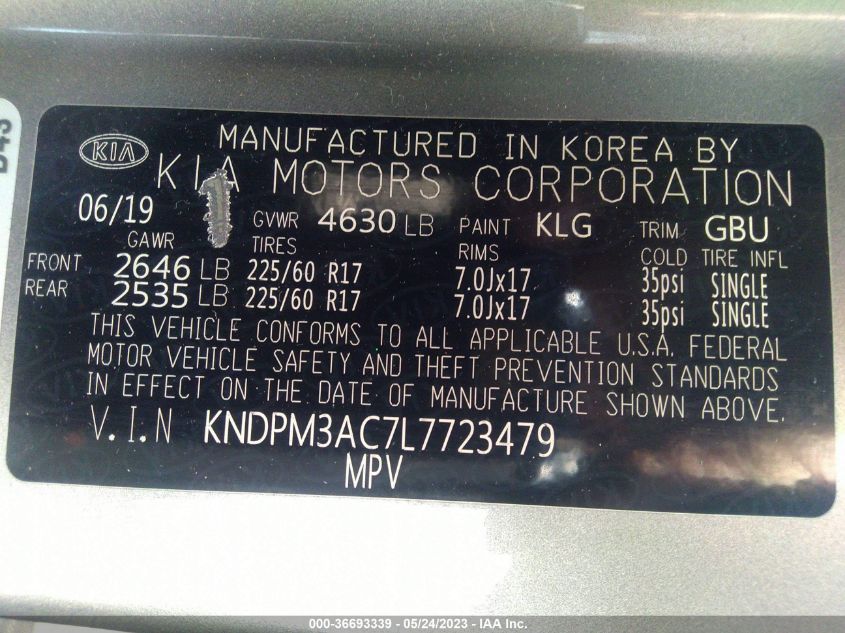 D43
KIA
MANUFACTURED IN KOREA BY
KIA MOTORS CORPORATION
06/19 GVWR 4630 LB PAINT KLG TRIM GBU
GAWR TIRES RIMS COLD TIRE INFL
FRONT 2646 LB 225/60 R17 7.0Jx17 35psi SINGLE
REAR 2535 LB 225/60 R17 7.0Jx17 35psi SINGLE
THIS VEHICLE CONFORMS TO ALL APPLICABLE U.S.A. FEDERAL
MOTOR VEHICLE SAFETY AND THEFT PREVENTION STANDARDS
IN EFFECT ON THE DATE OF MANUFACTURE SHOWN ABOVE.
V.I.N KNDPM3AC7L7723479
MPV
000-36693339 - 05/24/2023 - IAA Inc.